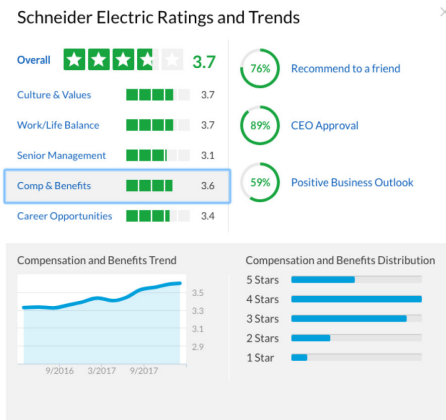 Schneider Electric Ratings and Trends
Overall 3.7
Culture & Values 3.7
Work/Life Balance 3.7
Senior Management 3.1
Comp & Benefits 3.6
Career Opportunities 3.4
76% Recommend to a friend
89% CEO Approval
59% Positive Business Outlook
Compensation and Benefits Trend
3.5
3.3
3.1
2.9
9/2016 3/2017 9/2017
Compensation and Benefits Distribution
5 Stars
4 Stars
3 Stars
2 Stars
1 Star